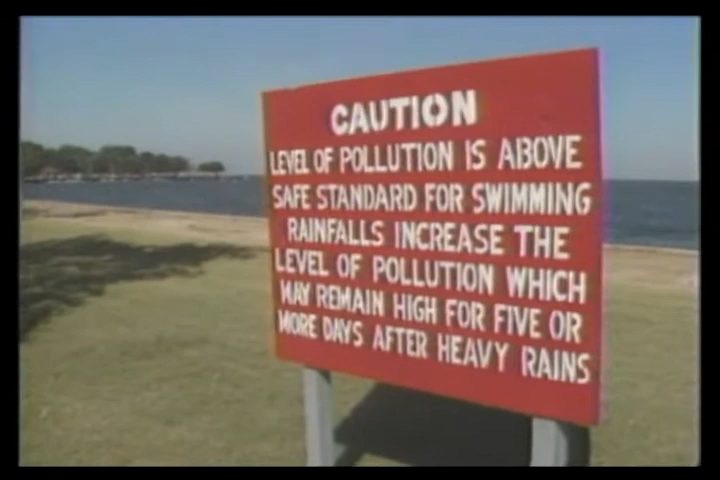 CAUTION
LEVEL OF POLLUTION IS ABOVE
SAFE STANDARD FOR SWIMMING
RAINFALLS INCREASE THE
LEVEL OF POLLUTION WHICH
MAY REMAIN HIGH FOR FIVE OR
MORE DAYS AFTER HEAVY RAINS